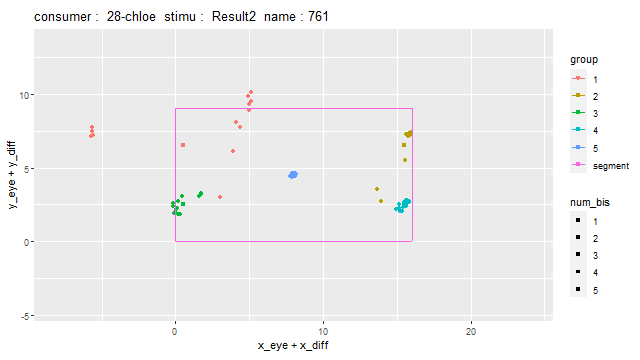 consumer : 28-chloe stimu : Result2 name : 761
y_eye + y_diff
10
5
0
-5
0
10
20
x_eye + x_diff
group
1
2
3
4
5
segment
num_bis
1
2
3
4
5